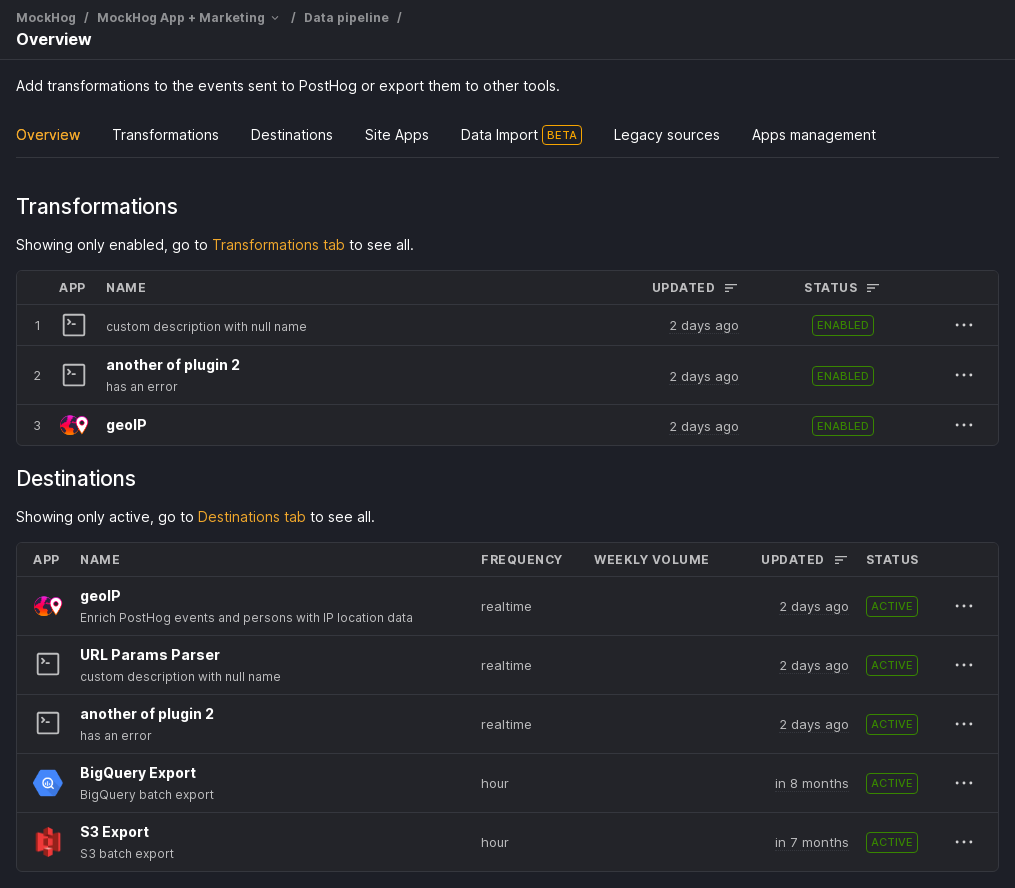 MockHog / MockHog App + Marketing / Data pipeline /
Overview
Add transformations to the events sent to PostHog or export them to other tools.
Overview Transformations Destinations Site Apps Data Import BETA Legacy sources Apps management
Transformations
Showing only enabled, go to Transformations tab to see all.
APP NAME UPDATED STATUS
1 custom description with null name 2 days ago ENABLED
another of plugin 2
2 2 days ago ENABLED
has an error
3 geoIP 2 days ago ENABLED
Destinations
Showing only active, go to Destinations tab to see all.
APP NAME FREQUENCY WEEKLY VOLUME UPDATED STATUS
geoIP
realtime 2 days ago ACTIVE
Enrich PostHog events and persons with IP location data
URL Params Parser
realtime 2 days ago ACTIVE
custom description with null name
another of plugin 2
realtime 2 days ago ACTIVE
has an error
BigQuery Export
hour in 8 months ACTIVE
BigQuery batch export
S3 Export
hour in 7 months ACTIVE
S3 batch export